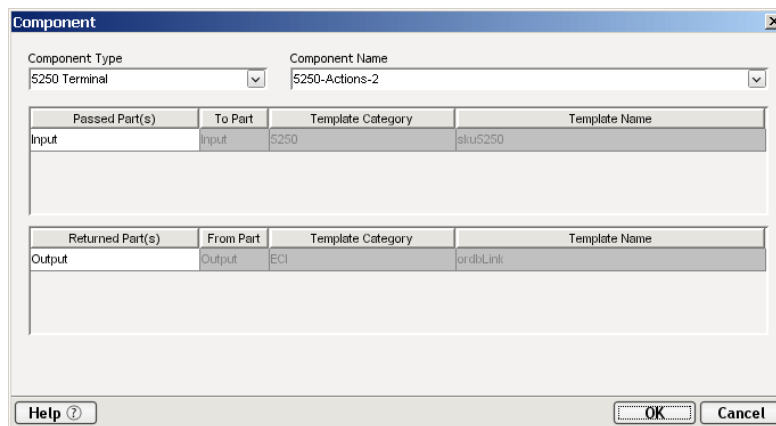 Component
Component Type
Component Name
5250 Terminal
5250-Actions-2
Passed Part(s) To Part Template Category Template Name
Input Input 5250 sku5250
Returned Part(s) From Part Template Category Template Name
Output Output ECI ordbLink
Help ?
OK
Cancel